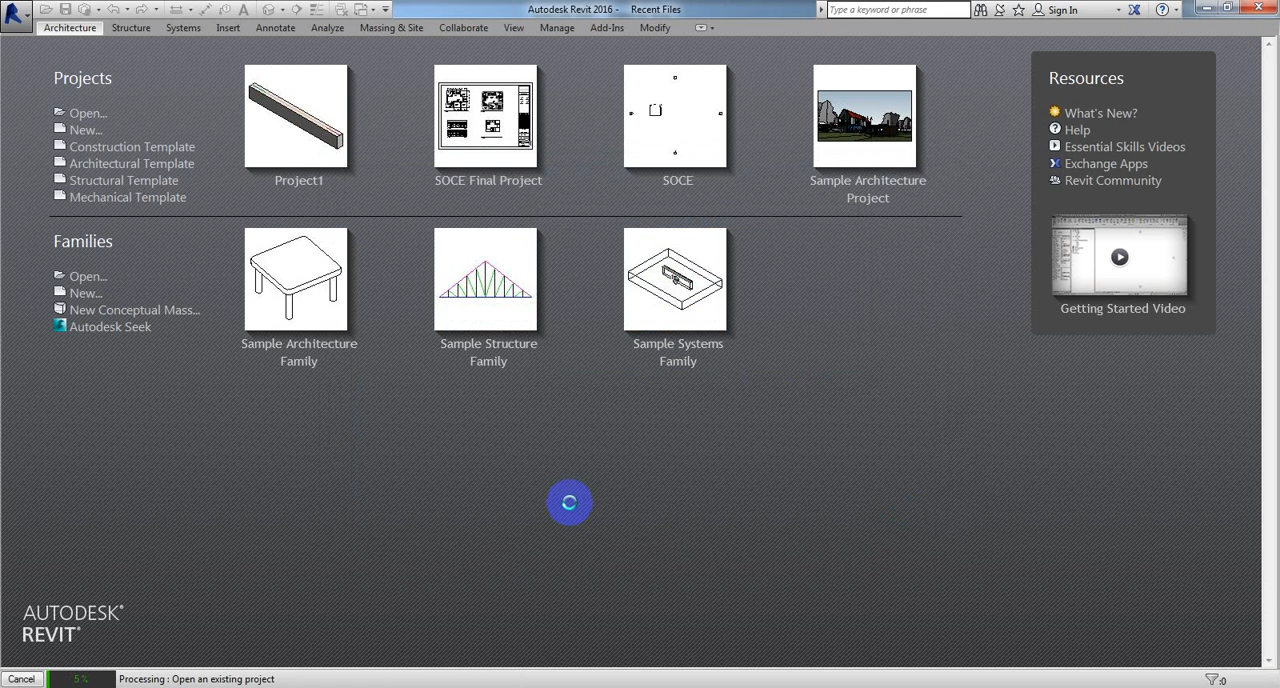 Autodesk Revit 2016 - Recent Files
Type a keyword or phrase
Sign In
Architecture Structure Systems Insert Annotate Analyze Massing & Site Collaborate View Manage Add-Ins Modify
Projects
Open...
New...
Construction Template
Architectural Template
Structural Template
Mechanical Template
Project1
SOCE Final Project
SOCE
Sample Architecture
Project
Families
Open...
New...
New Conceptual Mass...
Autodesk Seek
Sample Architecture
Family
Sample Structure
Family
Sample Systems
Family
Resources
What's New?
Help
Essential Skills Videos
Exchange Apps
Revit Community
Getting Started Video
AUTODESK®
REVIT®
Cancel 5 % Processing : Open an existing project :0